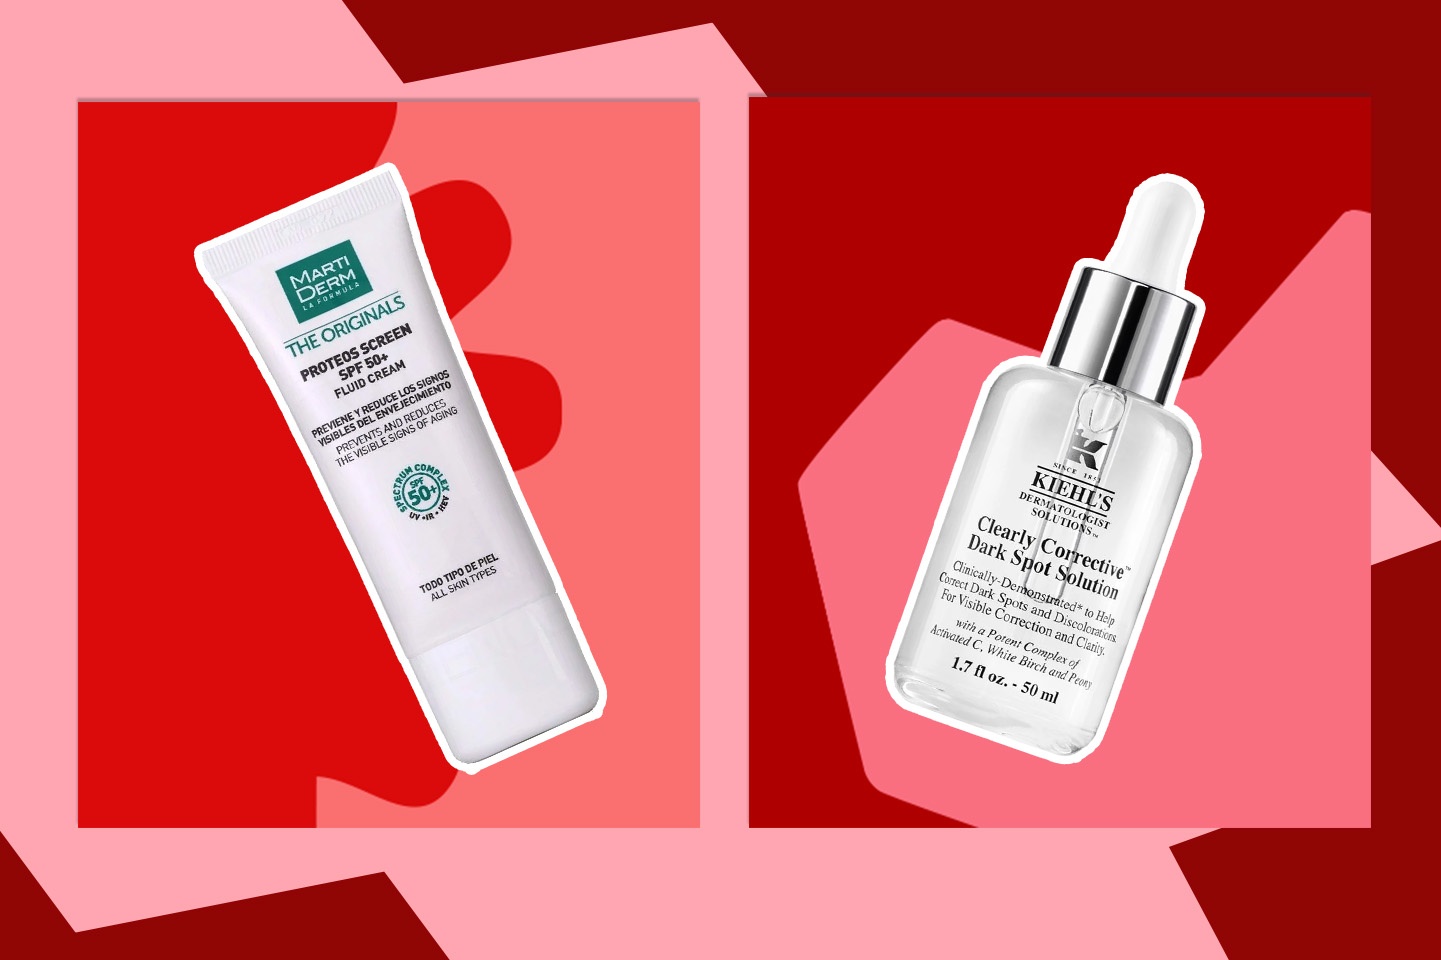 MARTI
DERM
LA FORMULA
THE ORIGINALS
PROTEOS SCREEN
SPF 50+
FLUID CREAM
PREVIENE Y REDUCE LOS SIGNOS
VISIBLES DEL ENVEJECIMIENTO
PREVENTS AND REDUCES
THE VISIBLE SIGNS OF AGING
SPECTRUM COMPLEX
SPF
50+
UV • IR • HEV
TODO TIPO DE PIEL
ALL SKIN TYPES
K
SINCE
KIEHL'S
DERMATOLOGIST
SOLUTIONS™
Clearly Corrective™
Dark Spot Solution
Clinically-Demonstrated* to Help
Correct Dark Spots and Discolorations.
For Visible Correction and Clarity.
with a Potent Complex of
Activated C, White Birch and Peony
1.7 fl oz. - 50 ml